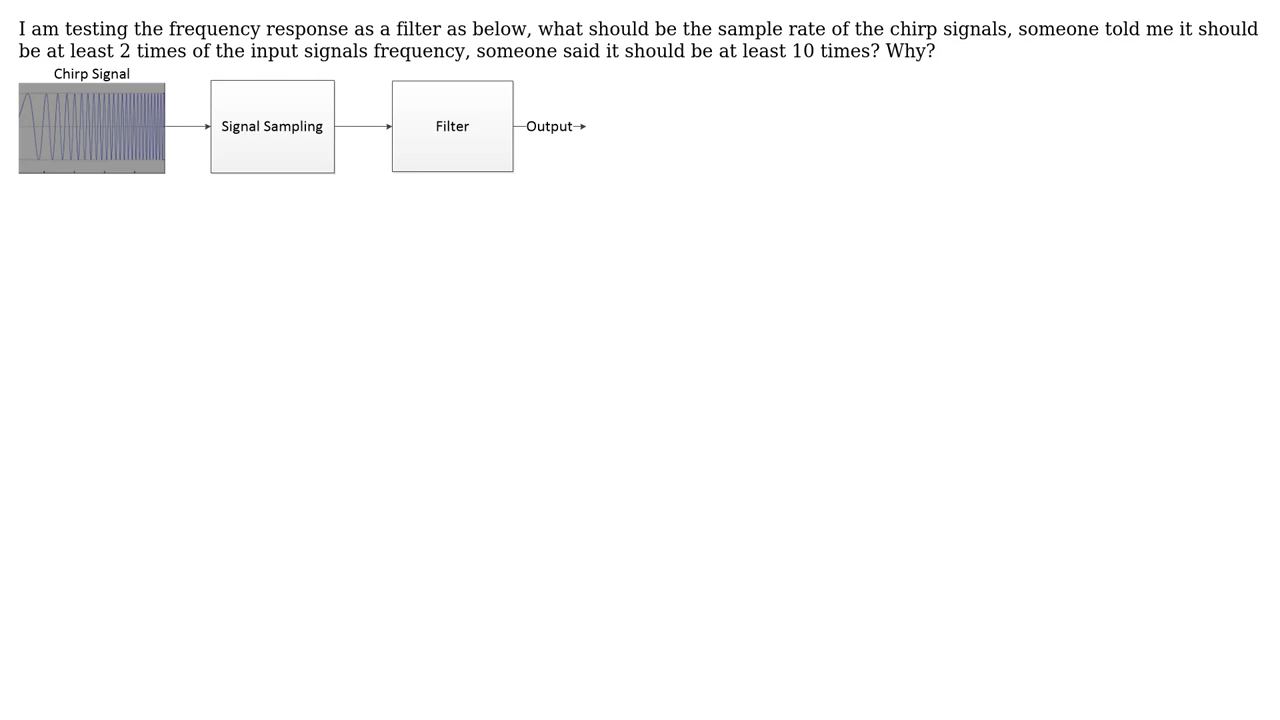 I am testing the frequency response as a filter as below, what should be the sample rate of the chirp signals, someone told me it should
be at least 2 times of the input signals frequency, someone said it should be at least 10 times? Why?
Chirp Signal
Signal Sampling
Filter
Output